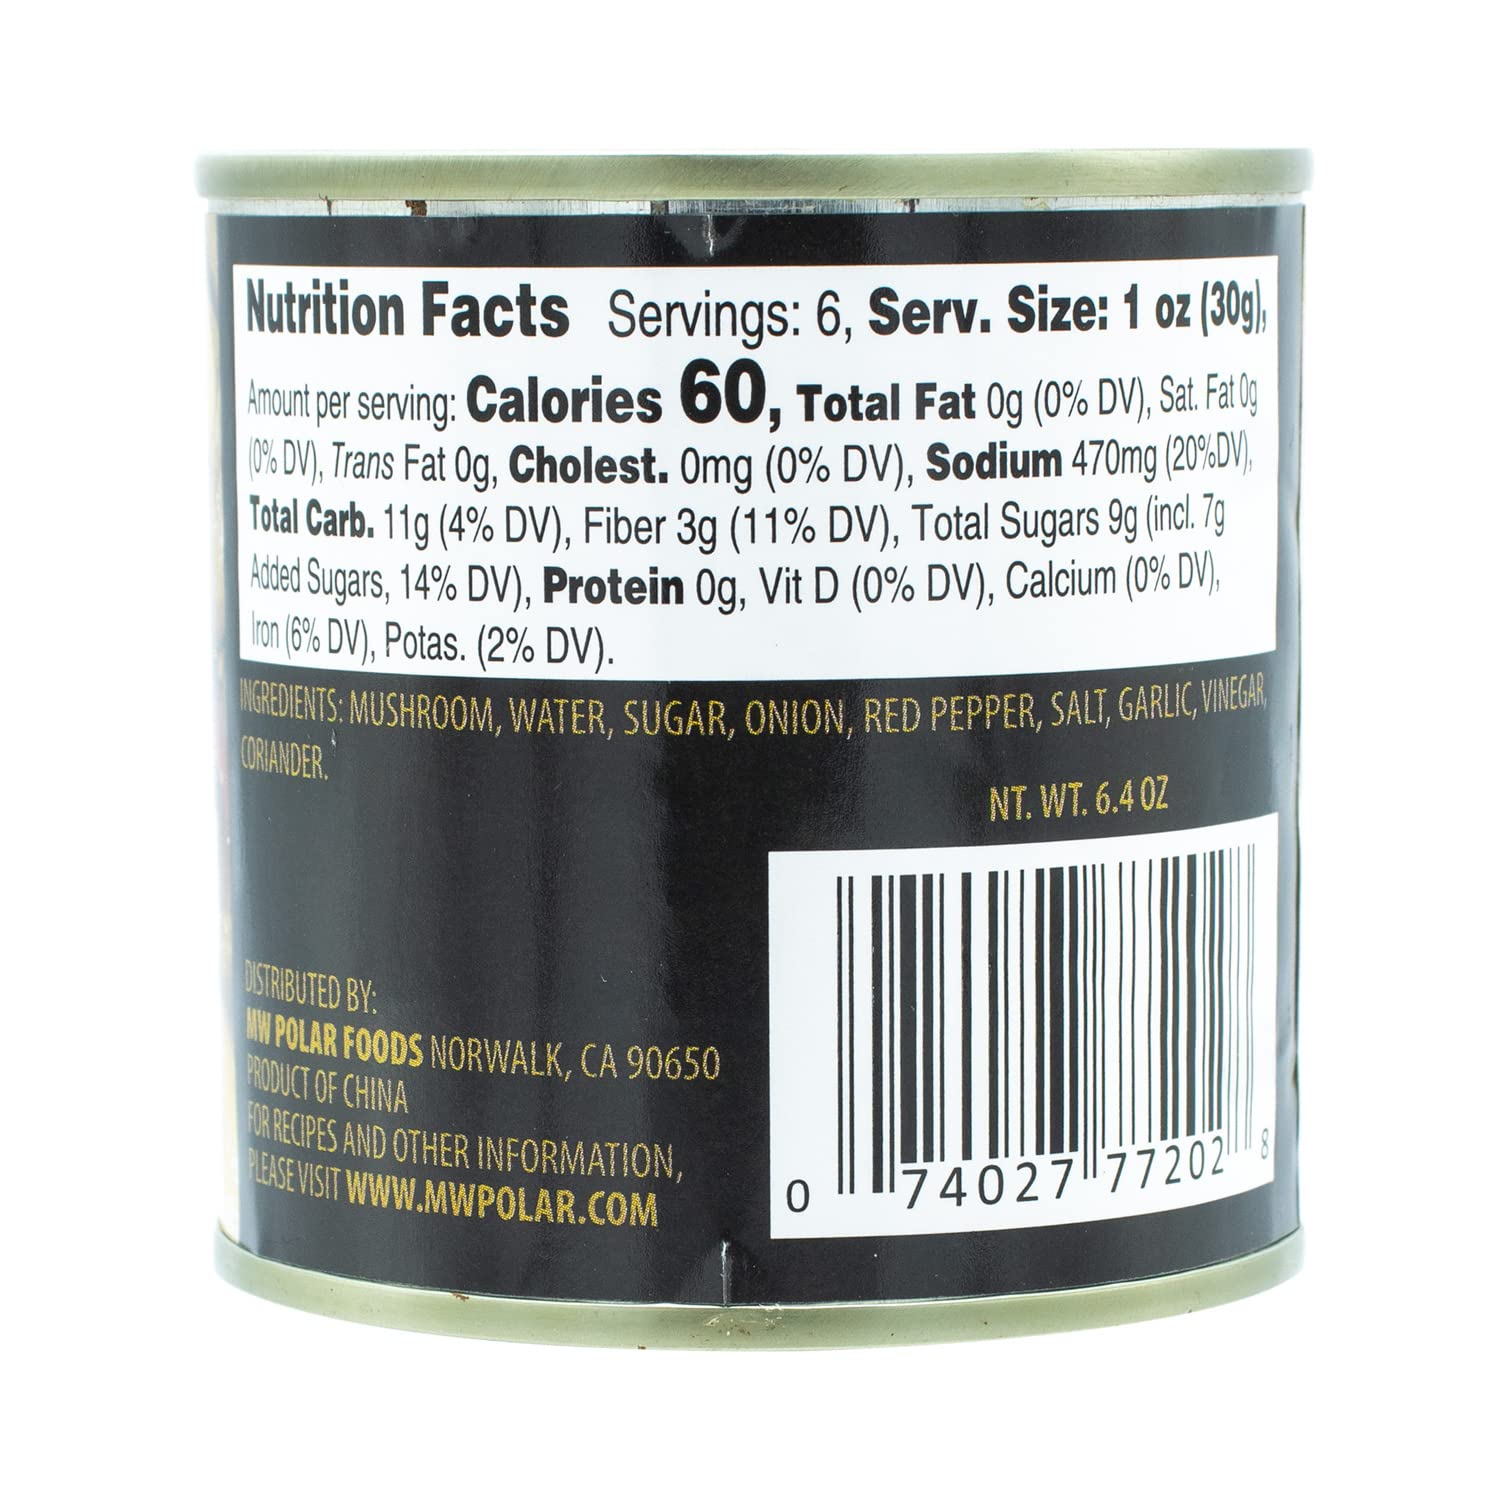 Nutrition Facts Servings: 6, Serv. Size: 1 oz (30g),
Amount per serving: Calories 60, Total Fat 0g (0% DV), Sat. Fat 0g
(0% DV), Trans Fat 0g, Cholest. 0mg (0% DV), Sodium 470mg (20%DV),
Total Carb. 11g (4% DV), Fiber 3g (11% DV), Total Sugars 9g (incl. 7g
Added Sugars, 14% DV), Protein 0g, Vit D (0% DV), Calcium (0% DV),
Iron (6% DV), Potas. (2% DV).
INGREDIENTS: MUSHROOM, WATER, SUGAR, ONION, RED PEPPER, SALT, GARLIC, VINEGAR,
CORIANDER.
NT. WT. 6.4 OZ
DISTRIBUTED BY:
MW POLAR FOODS NORWALK, CA 90650
PRODUCT OF CHINA
FOR RECIPES AND OTHER INFORMATION,
PLEASE VISIT WWW.MWPOLAR.COM
0 74027 77202 8